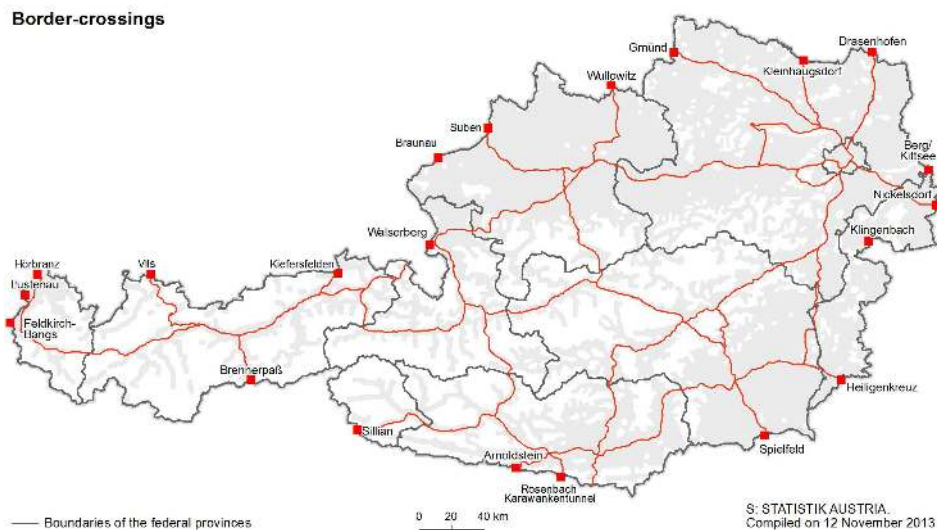 Border-crossings
Gmünd
Drasenhofen
Kleinhaugsdorf
Wullowitz
Suben
Braunau
Berg/
Kittsee
Nickelsdorf
Klingenbach
Walserberg
Hörbranz
Lustenau
Vils
Kiefersfelden
Feldkirch-
Bangs
Brennerpaß
Heiligenkreuz
Sillian
Spielfeld
Arnoldstein
Rosenbach
Karawankentunnel
Boundaries of the federal provinces
0 20 40 km
S: STATISTIK AUSTRIA.
Compiled on 12 November 2013